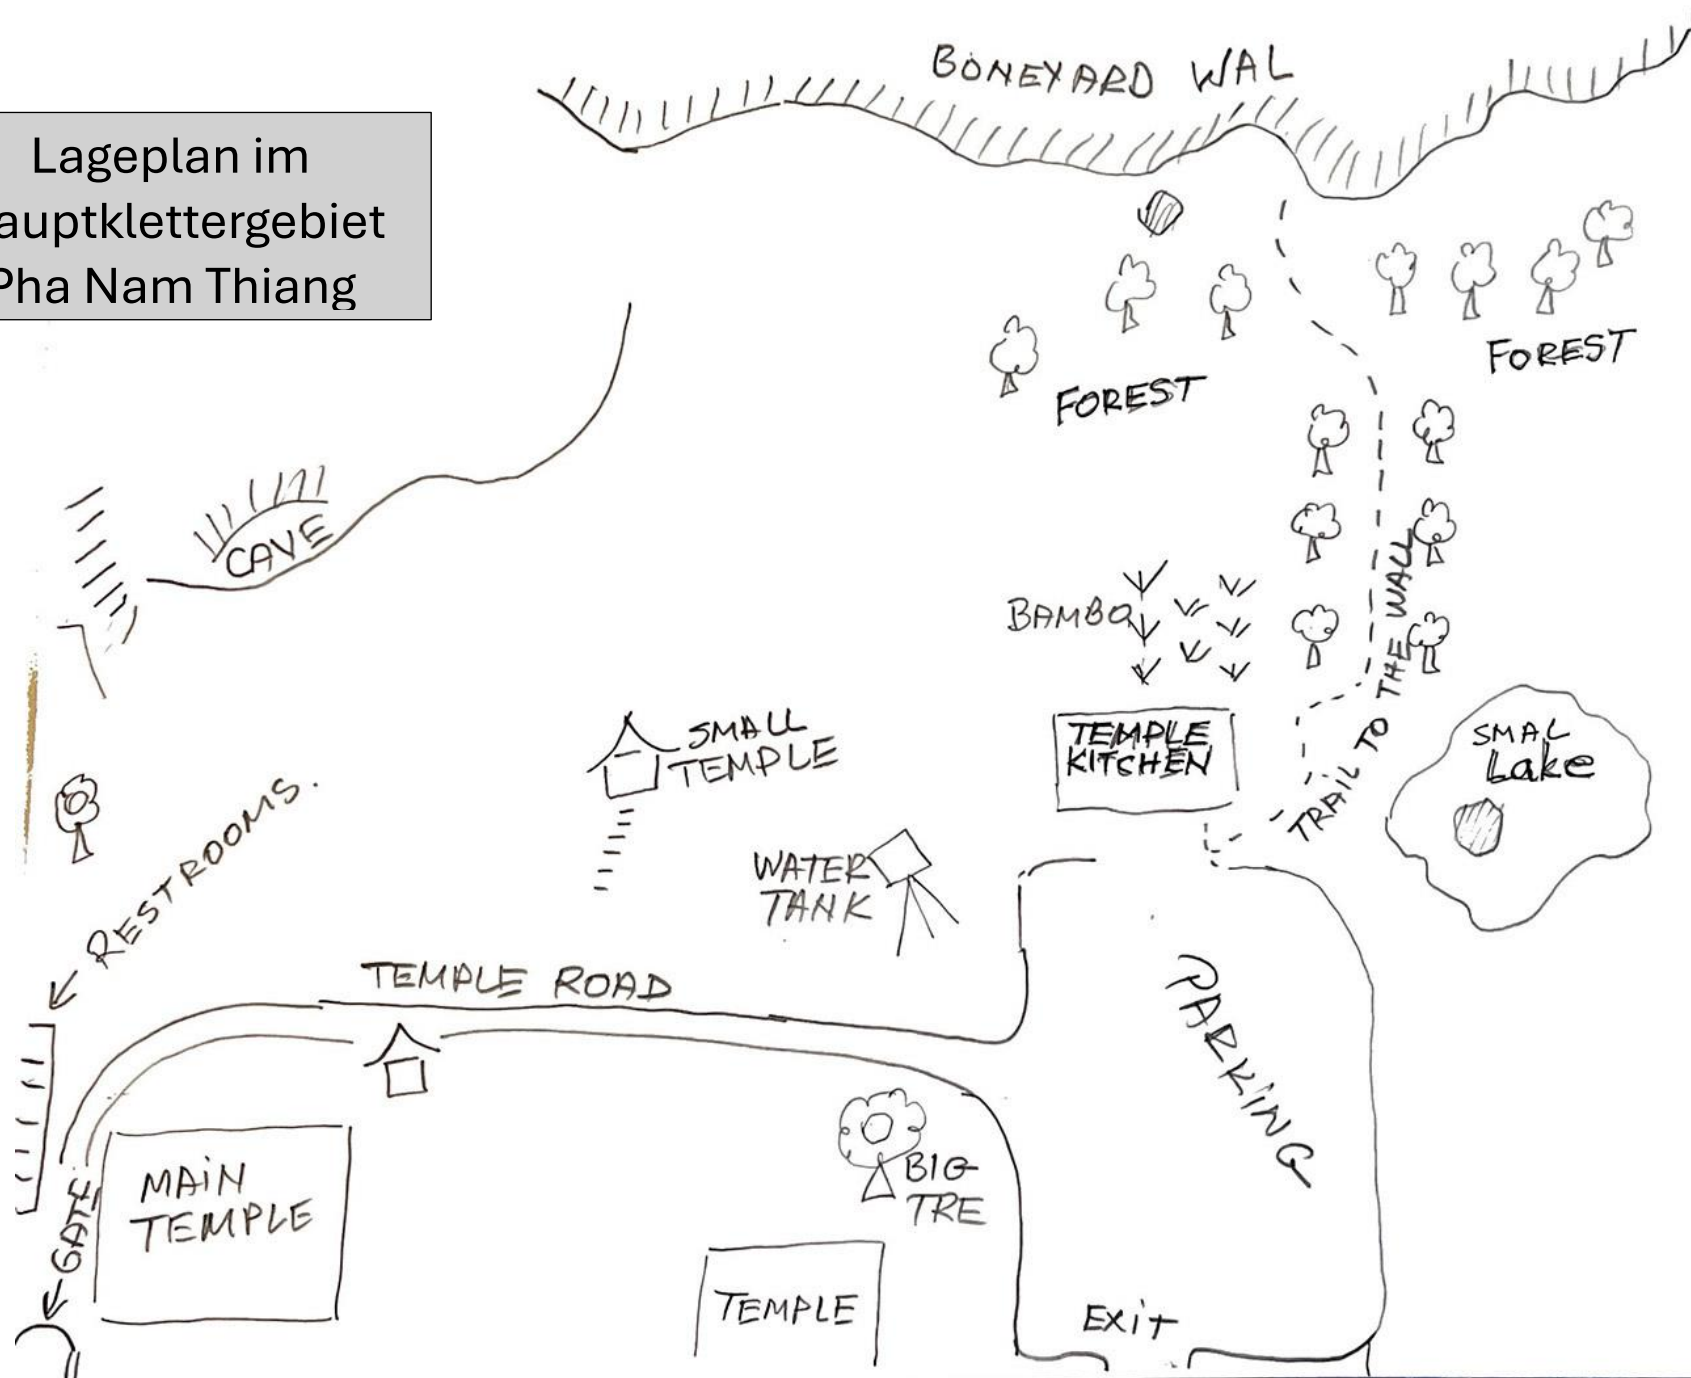 BONEYARD WAL
Lageplan im
auptklettergebiet
Pha Nam Thiang
FOREST
FOREST
CAVE
BAMBO
TRAIL TO THE WALL
SMALL
TEMPLE
TEMPLE
KITCHEN
SMAL
Lake
RESTROOMS.
WATER
TANK
TEMPLE ROAD
PARKING
MAIN
TEMPLE
GATE
BIG
TRE
TEMPLE
EXIT